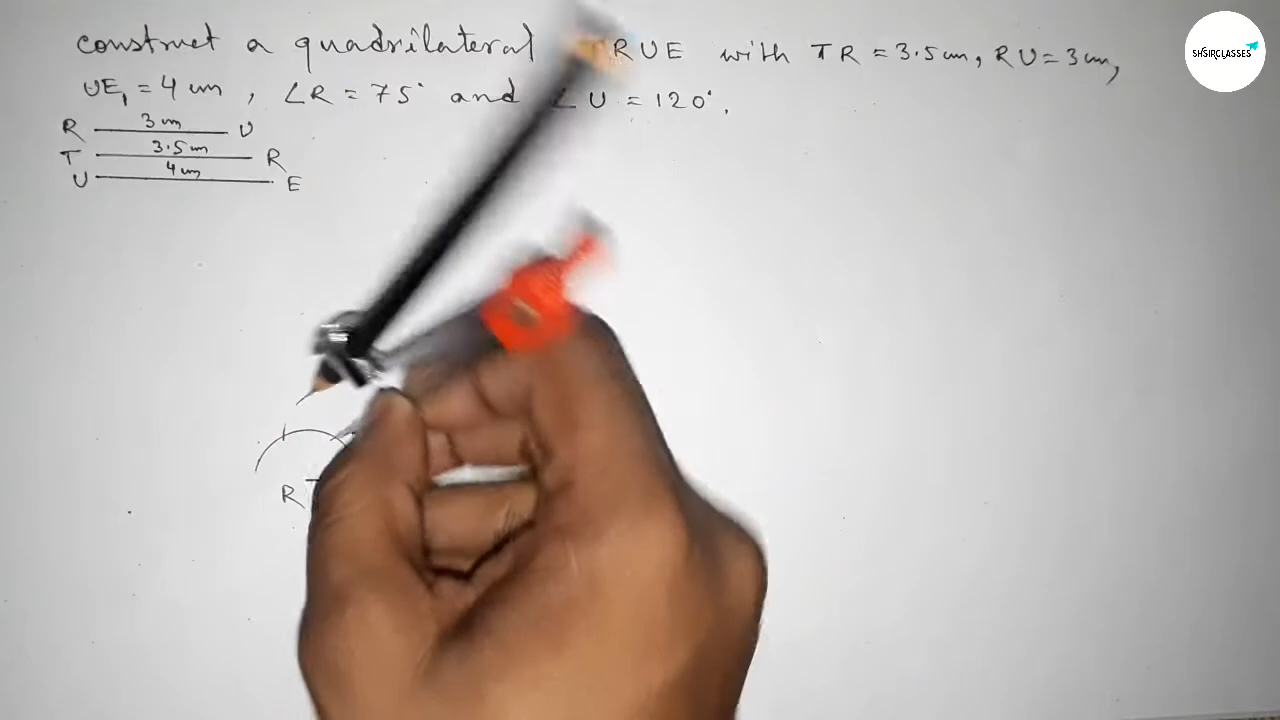 construct a quadrilateral TRUE with TR = 3.5 cm, RU = 3 cm,
UE, = 4 cm , ∠R = 75° and ∠U = 120°.
R 3 cm U
T 3.5 cm R
U 4 cm E
R
SHSIRCLASSES